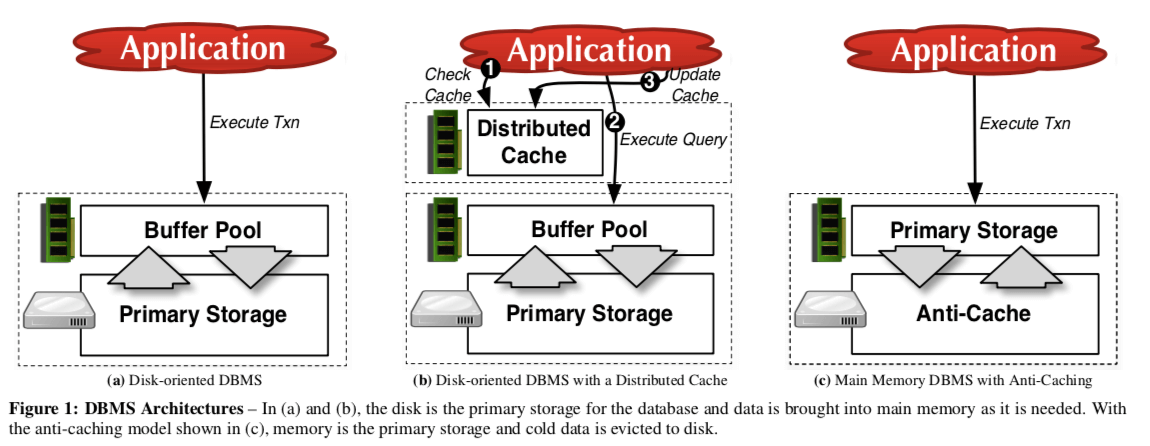 Application
Execute Txn
Buffer Pool
Primary Storage
(a) Disk-oriented DBMS
Application
Check
Cache
1
3
Update
Cache
2
Execute Query
Distributed
Cache
Buffer Pool
Primary Storage
(b) Disk-oriented DBMS with a Distributed Cache
Application
Execute Txn
Primary Storage
Anti-Cache
(c) Main Memory DBMS with Anti-Caching
Figure 1: DBMS Architectures – In (a) and (b), the disk is the primary storage for the database and data is brought into main memory as it is needed. With
the anti-caching model shown in (c), memory is the primary storage and cold data is evicted to disk.